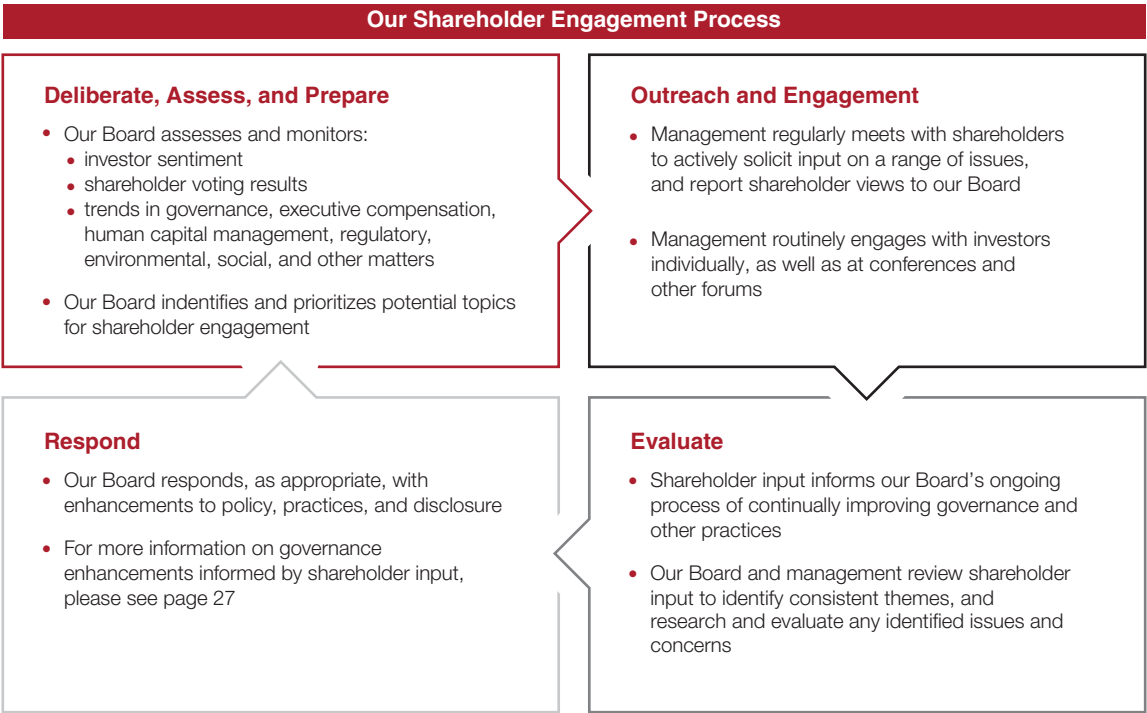 Our Shareholder Engagement Process
Deliberate, Assess, and Prepare
• Our Board assesses and monitors:
• investor sentiment
• shareholder voting results
• trends in governance, executive compensation,
human capital management, regulatory,
environmental, social, and other matters
• Our Board indentifies and prioritizes potential topics
for shareholder engagement
Outreach and Engagement
• Management regularly meets with shareholders
to actively solicit input on a range of issues,
and report shareholder views to our Board
• Management routinely engages with investors
individually, as well as at conferences and
other forums
Respond
• Our Board responds, as appropriate, with
enhancements to policy, practices, and disclosure
• For more information on governance
enhancements informed by shareholder input,
please see page 27
Evaluate
• Shareholder input informs our Board's ongoing
process of continually improving governance and
other practices
• Our Board and management review shareholder
input to identify consistent themes, and
research and evaluate any identified issues and
concerns